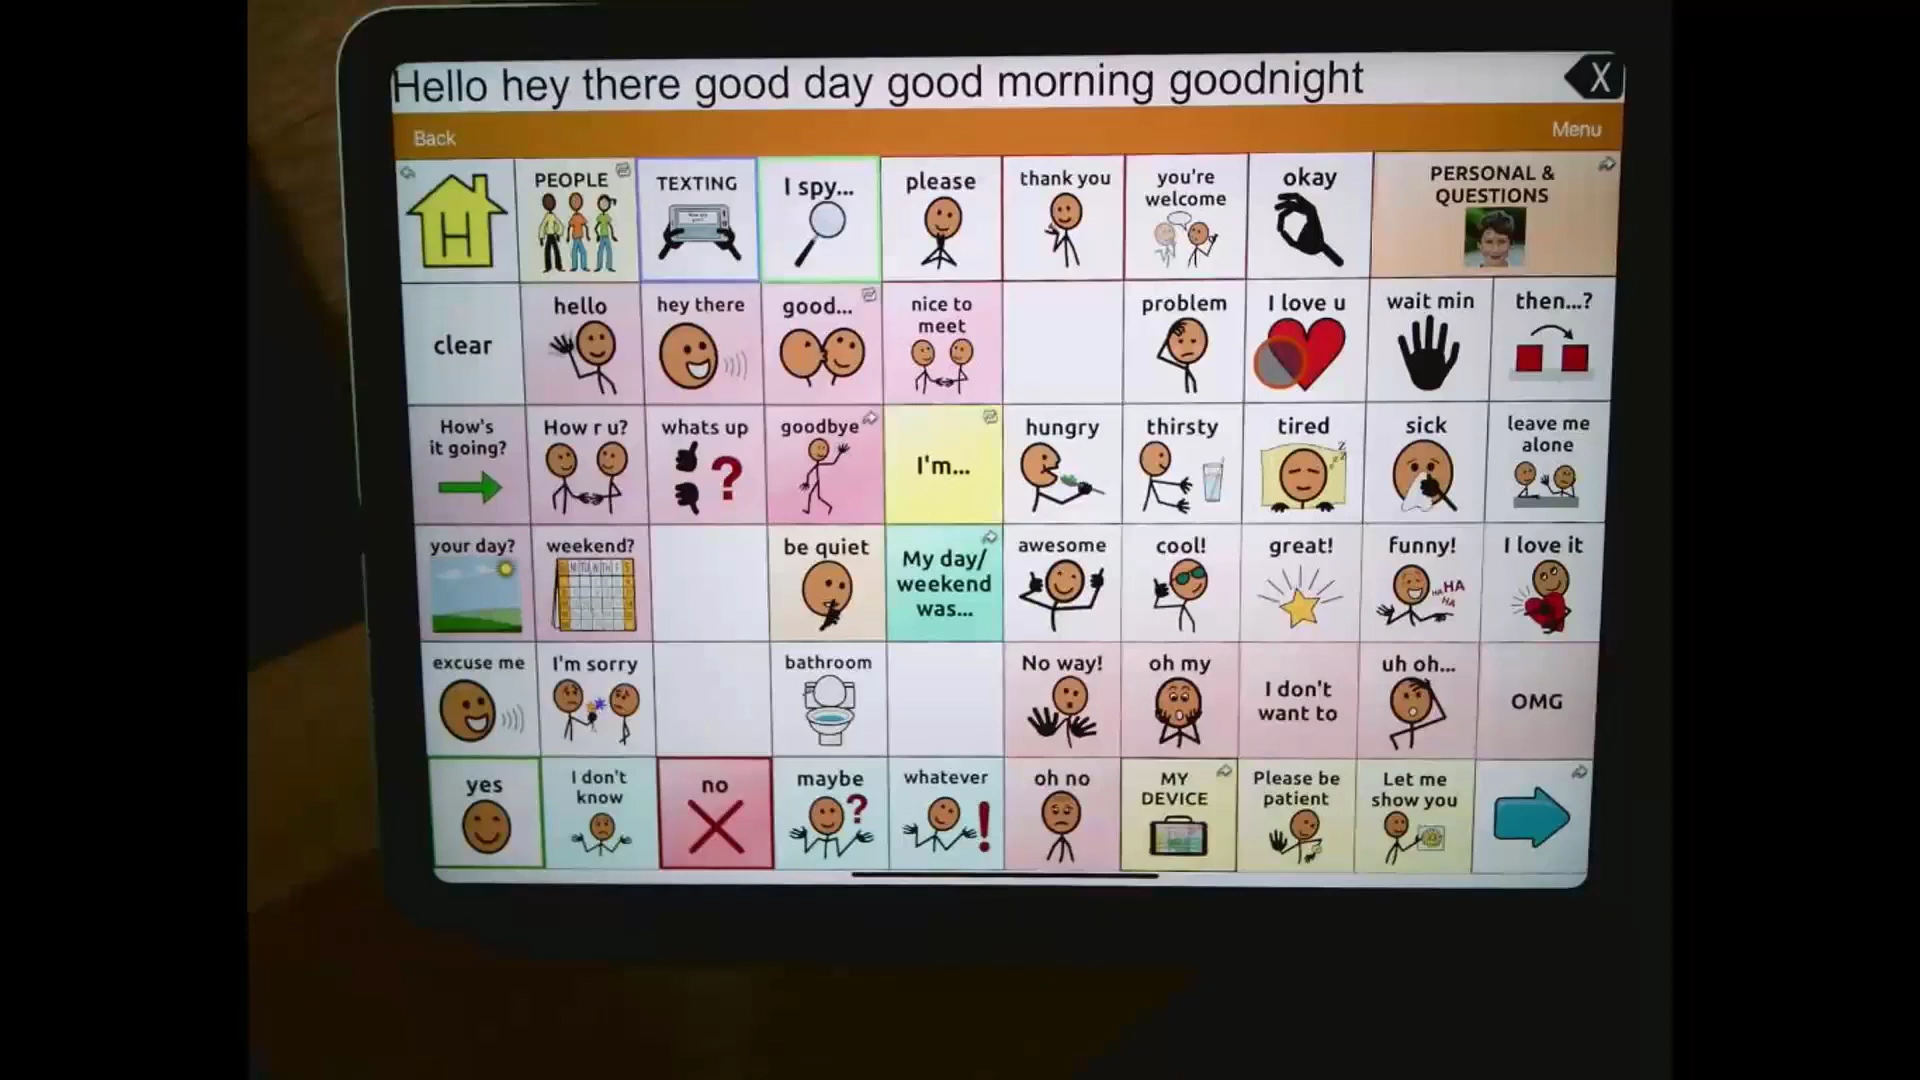 Hello hey there good day good morning goodnight
X
Back
Menu
H
PEOPLE
TEXTING
I spy...
please
thank you
you're
welcome
okay
PERSONAL &
QUESTIONS
clear
hello
hey there
good...
nice to
meet
problem
I love u
wait min
then...?
How's
it going?
How r u?
whats up
?
goodbye
I'm...
hungry
thirsty
tired
z z z
sick
leave me
alone
your day?
weekend?
be quiet
My day/
weekend
was...
awesome
cool!
great!
funny!
HA HA
HA
I love it
excuse me
I'm sorry
bathroom
No way!
oh my
I don't
want to
uh oh...
OMG
yes
I don't
know
no
maybe
?
whatever
!
oh no
MY
DEVICE
Please be
patient
Let me
show you